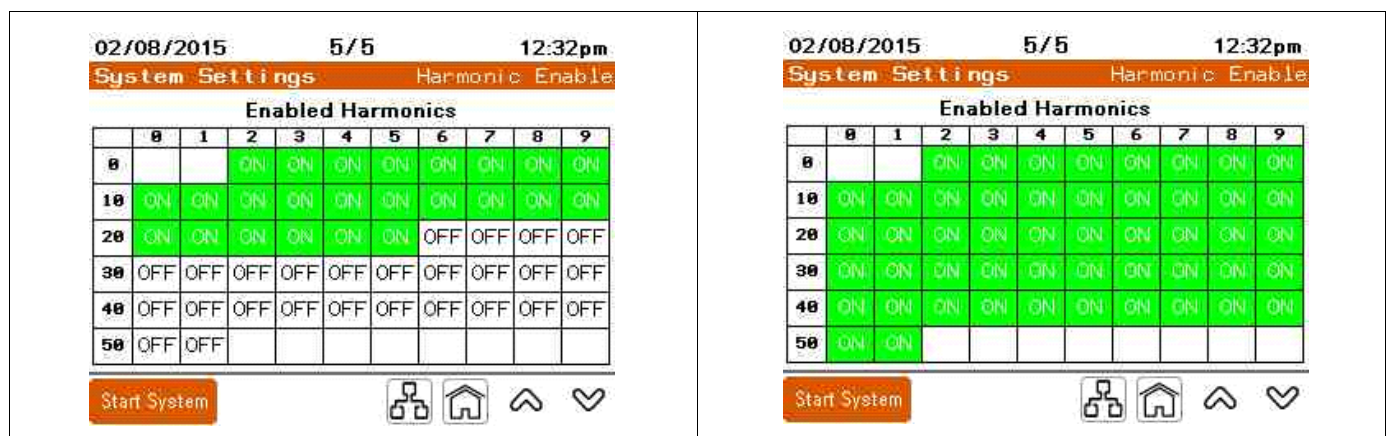 02/08/2015 5/5 12:32pm
System Settings Harmonic Enable
Enabled Harmonics
0 1 2 3 4 5 6 7 8 9
0 ON ON ON ON ON ON ON ON
10 ON ON ON ON ON ON ON ON ON ON
20 ON ON ON ON ON ON OFF OFF OFF OFF
30 OFF OFF OFF OFF OFF OFF OFF OFF OFF OFF
40 OFF OFF OFF OFF OFF OFF OFF OFF OFF OFF
50 OFF OFF
Start System
02/08/2015 5/5 12:32pm
System Settings Harmonic Enable
Enabled Harmonics
0 1 2 3 4 5 6 7 8 9
0 ON ON ON ON ON ON ON ON
10 ON ON ON ON ON ON ON ON ON ON
20 ON ON ON ON ON ON ON ON ON ON
30 ON ON ON ON ON ON ON ON ON ON
40 ON ON ON ON ON ON ON ON ON ON
50 ON ON
Start System